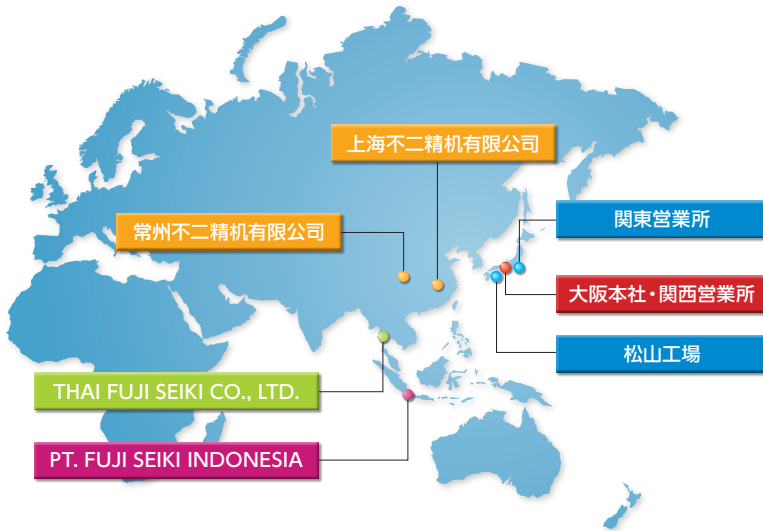 上海不二精机有限公司
常州不二精机有限公司
関東営業所
大阪本社・関西営業所
松山工場
THAI FUJI SEIKI CO., LTD.
PT. FUJI SEIKI INDONESIA